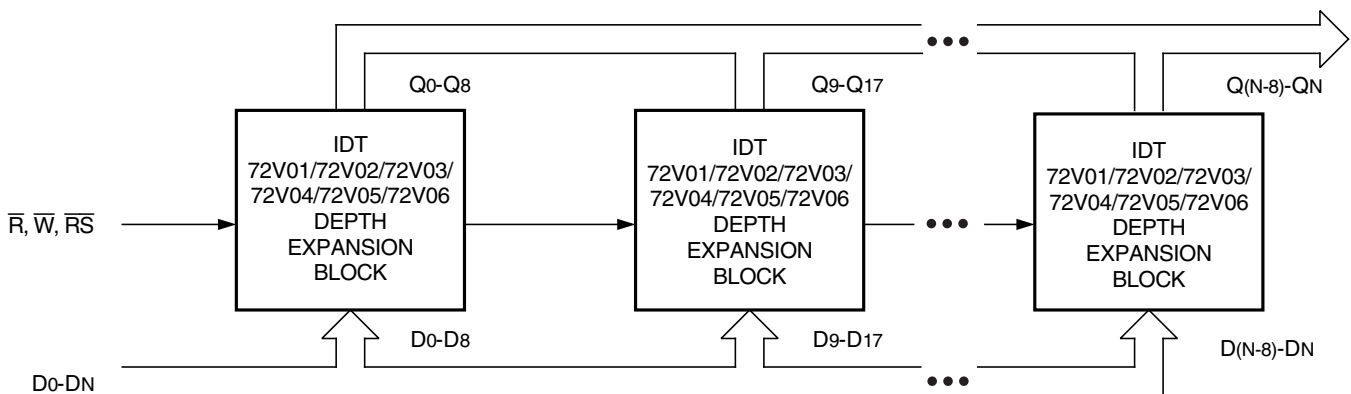 Q0-Q8
Q9-Q17
Q(N-8)-QN
IDT
72V01/72V02/72V03/
72V04/72V05/72V06
DEPTH
EXPANSION
BLOCK
IDT
72V01/72V02/72V03/
72V04/72V05/72V06
DEPTH
EXPANSION
BLOCK
IDT
72V01/72V02/72V03/
72V04/72V05/72V06
DEPTH
EXPANSION
BLOCK
R̅, W̅, R̅S̅
D0-D8
D9-D17
D(N-8)-DN
D0-DN